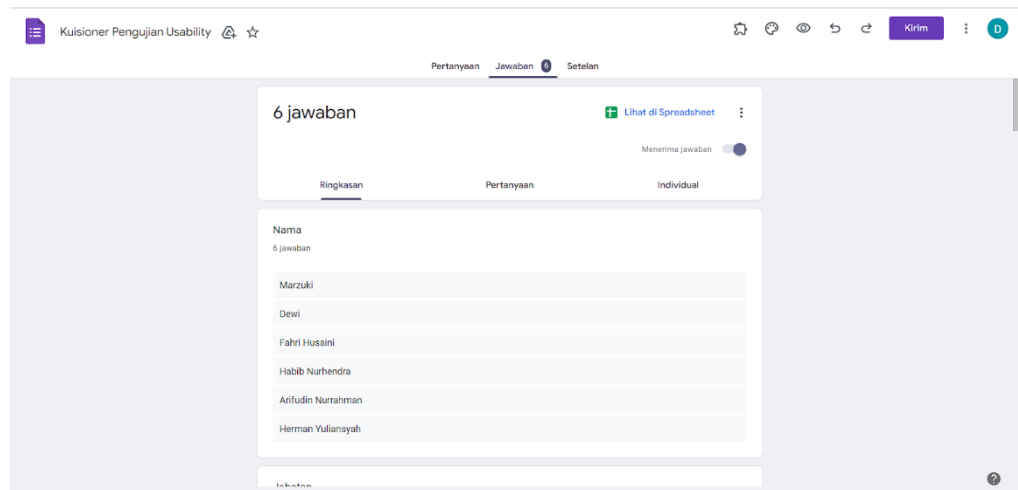 Kuisioner Pengujian Usability
Kirim
D
Pertanyaan Jawaban 6 Setelan
6 jawaban
Lihat di Spreadsheet
Menerima jawaban
Ringkasan Pertanyaan Individual
Nama
6 jawaban
Marzuki
Dewi
Fahri Husaini
Habib Nurhendra
Arifudin Nurrahman
Herman Yuliansyah
Jabatan